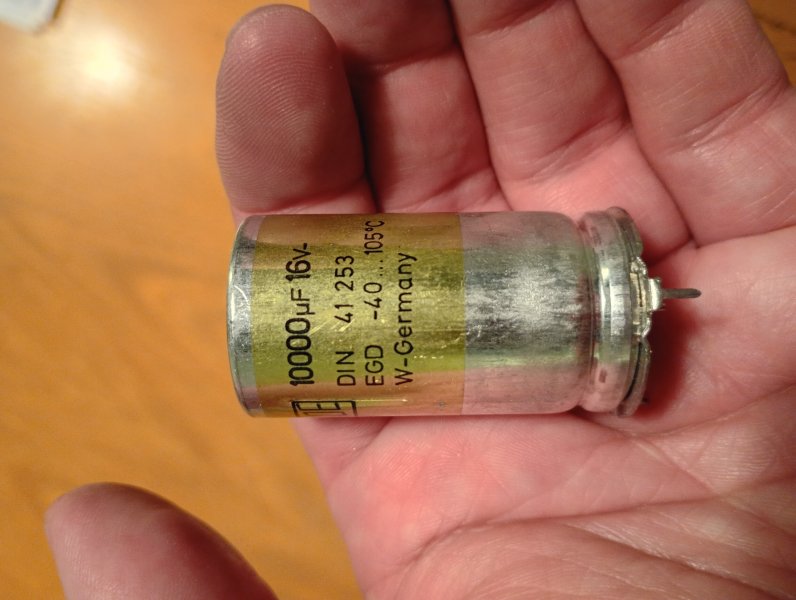 10000µF 16V-
DIN 41 253
EGD -40...105°C
W-Germany